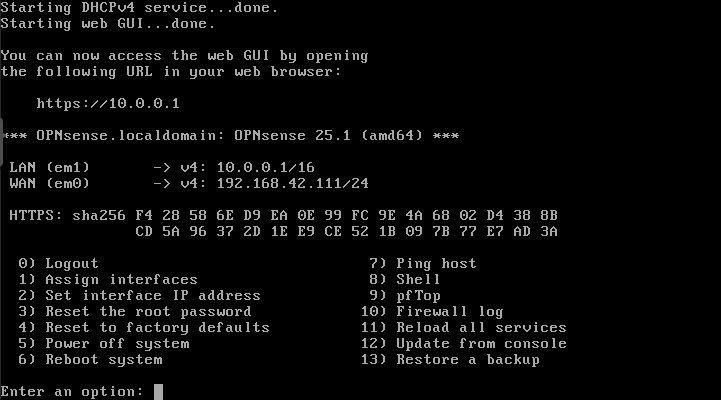 Starting DHCPv4 service...done.
Starting web GUI...done.
You can now access the web GUI by opening
the following URL in your web browser:
https://10.0.0.1
*** OPNsense.localdomain: OPNsense 25.1 (amd64) ***
LAN (em1) -> v4: 10.0.0.1/16
WAN (em0) -> v4: 192.168.42.111/24
HTTPS: sha256 F4 28 58 6E D9 EA 0E 99 FC 9E 4A 68 02 D4 38 8B
CD 5A 96 37 2D 1E E9 CE 52 1B 09 7B 77 E7 AD 3A
0) Logout 7) Ping host
1) Assign interfaces 8) Shell
2) Set interface IP address 9) pfTop
3) Reset the root password 10) Firewall log
4) Reset to factory defaults 11) Reload all services
5) Power off system 12) Update from console
6) Reboot system 13) Restore a backup
Enter an option: